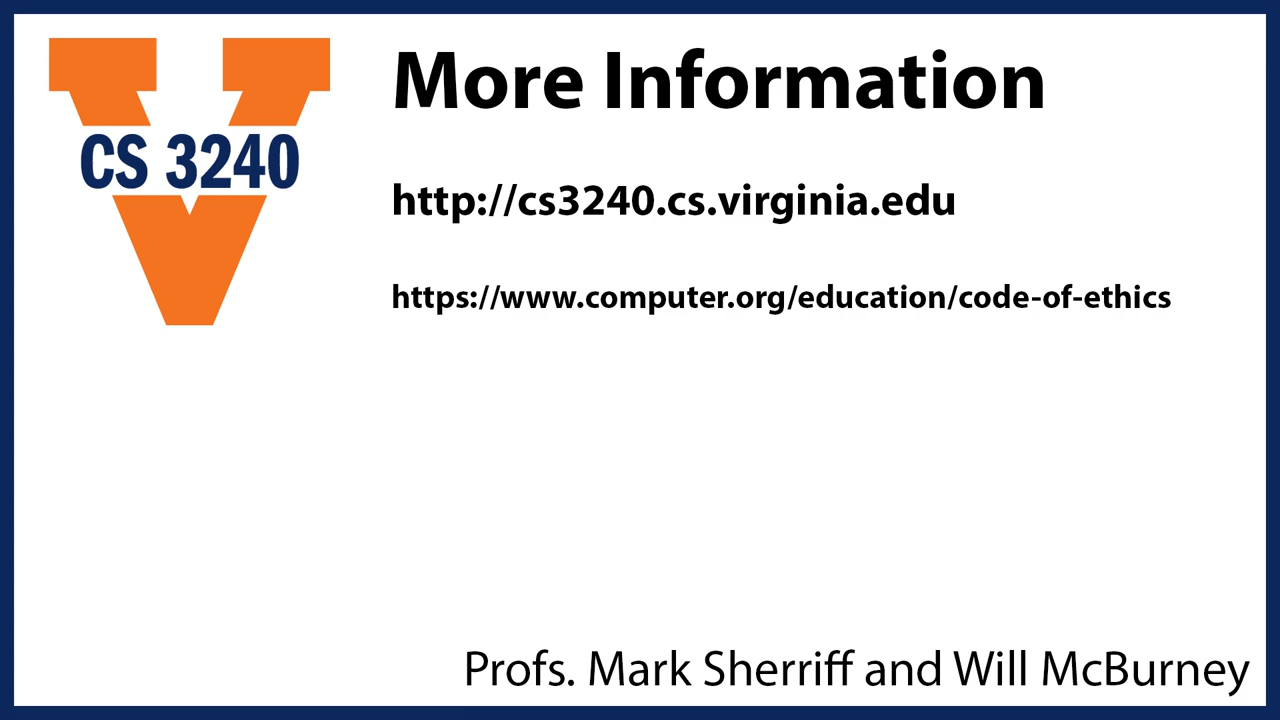 CS 3240
More Information
http://cs3240.cs.virginia.edu
https://www.computer.org/education/code-of-ethics
Profs. Mark Sherriff and Will McBurney